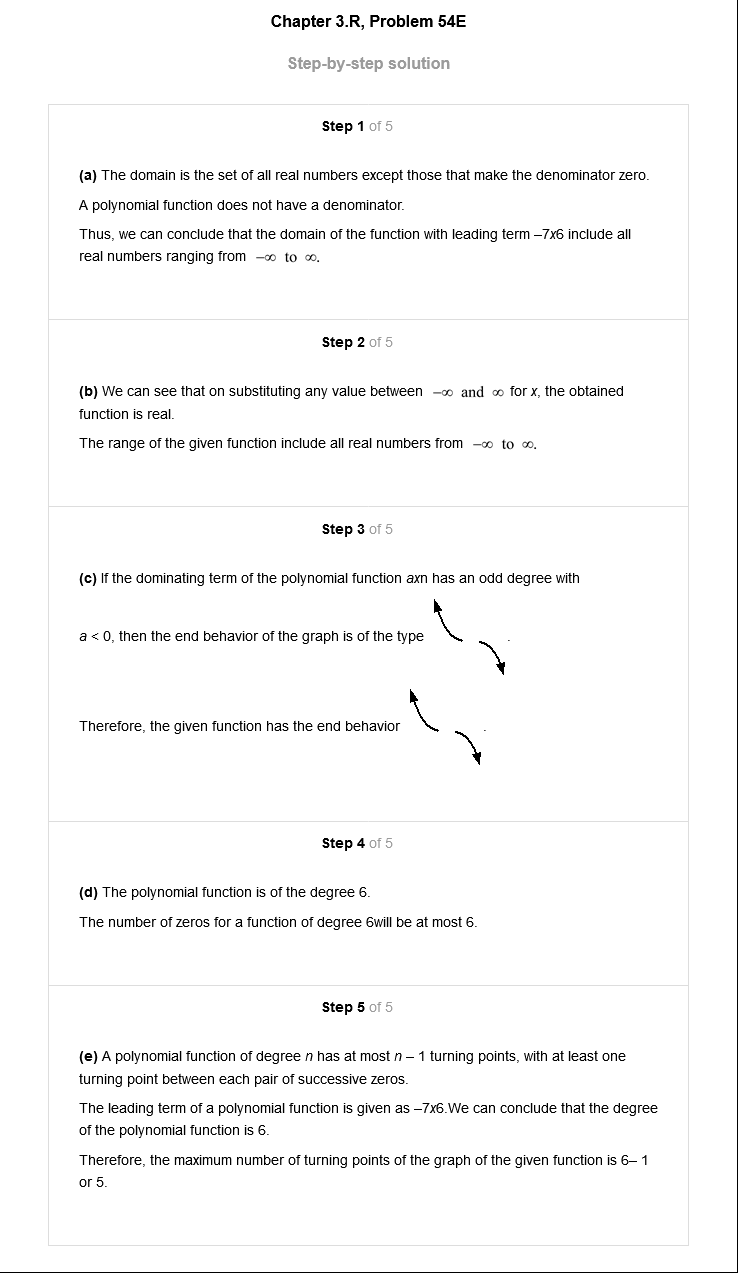 Chapter 3.R, Problem 54E
Step-by-step solution
Step 1 of 5
(a) The domain is the set of all real numbers except those that make the denominator zero.
A polynomial function does not have a denominator.
Thus, we can conclude that the domain of the function with leading term –7x6 include all
real numbers ranging from –∞ to ∞.
Step 2 of 5
(b) We can see that on substituting any value between –∞ and ∞ for x, the obtained
function is real.
The range of the given function include all real numbers from –∞ to ∞.
Step 3 of 5
(c) If the dominating term of the polynomial function axn has an odd degree with
a < 0, then the end behavior of the graph is of the type .
Therefore, the given function has the end behavior .
Step 4 of 5
(d) The polynomial function is of the degree 6.
The number of zeros for a function of degree 6will be at most 6.
Step 5 of 5
(e) A polynomial function of degree n has at most n – 1 turning points, with at least one
turning point between each pair of successive zeros.
The leading term of a polynomial function is given as –7x6.We can conclude that the degree
of the polynomial function is 6.
Therefore, the maximum number of turning points of the graph of the given function is 6– 1
or 5.